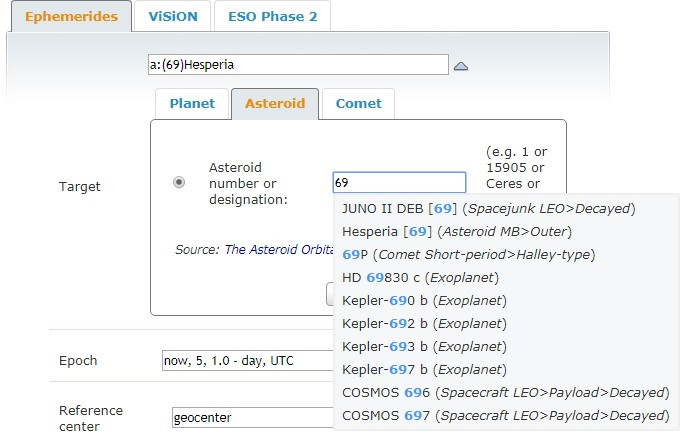 Ephemerides
ViSiON
ESO Phase 2
a:(69)Hesperia
Planet
Asteroid
Comet
Target
Asteroid
number or
designation:
69
(e.g. 1 or
15905 or
Ceres or
JUNO II DEB [69] (Spacejunk LEO>Decayed)
Hesperia [69] (Asteroid MB>Outer)
69P (Comet Short-period>Halley-type)
HD 69830 c (Exoplanet)
Kepler-690 b (Exoplanet)
Kepler-692 b (Exoplanet)
Kepler-693 b (Exoplanet)
Kepler-697 b (Exoplanet)
COSMOS 696 (Spacecraft LEO>Payload>Decayed)
COSMOS 697 (Spacecraft LEO>Payload>Decayed)
Source: The Asteroid Orbita
Epoch
now, 5, 1.0 - day, UTC
Reference
center
geocenter